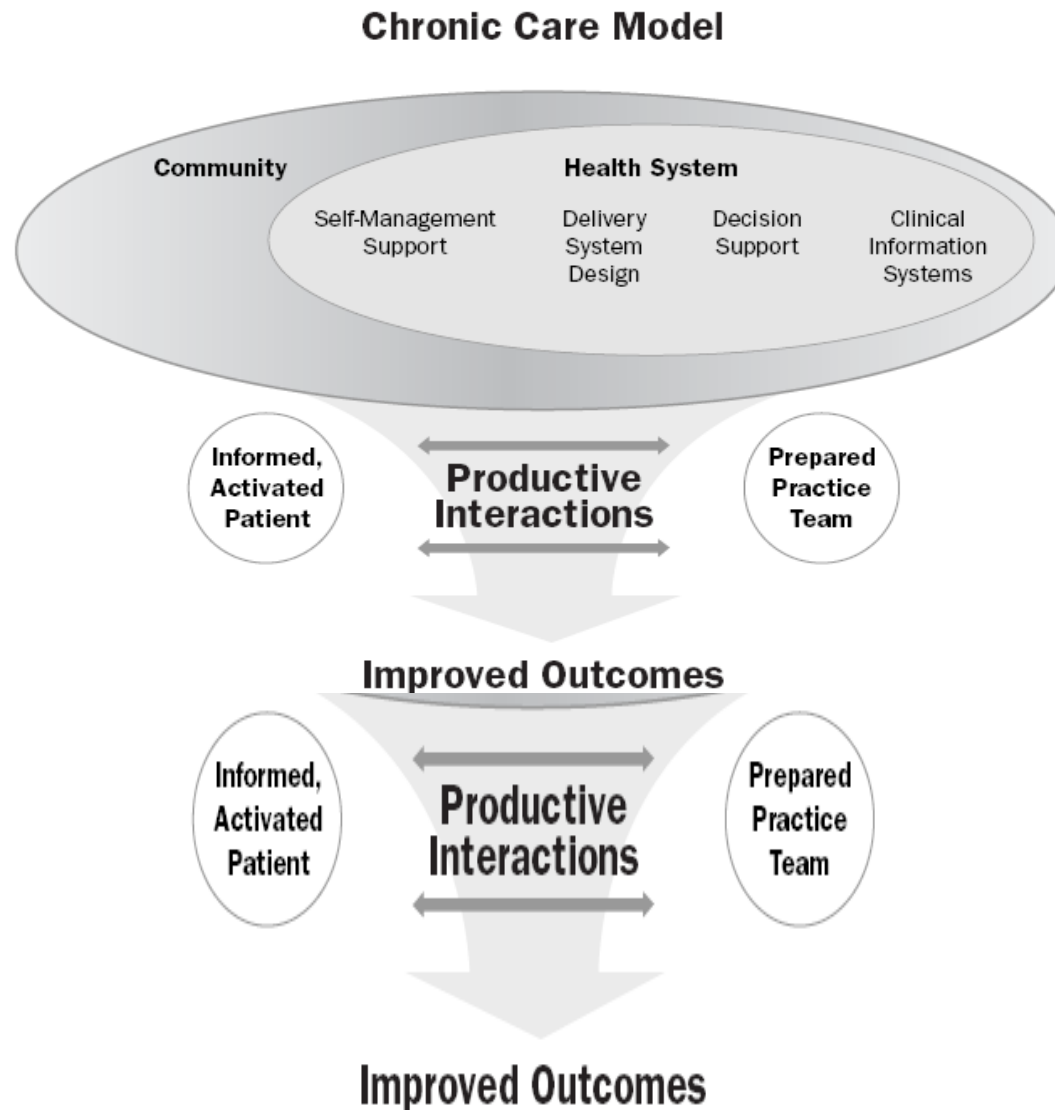 Chronic Care Model
Community
Health System
Self-Management
Support
Delivery
System
Design
Decision
Support
Clinical
Information
Systems
Informed,
Activated
Patient
Productive
Interactions
Prepared
Practice
Team
Improved Outcomes
Informed,
Activated
Patient
Productive
Interactions
Prepared
Practice
Team
Improved Outcomes